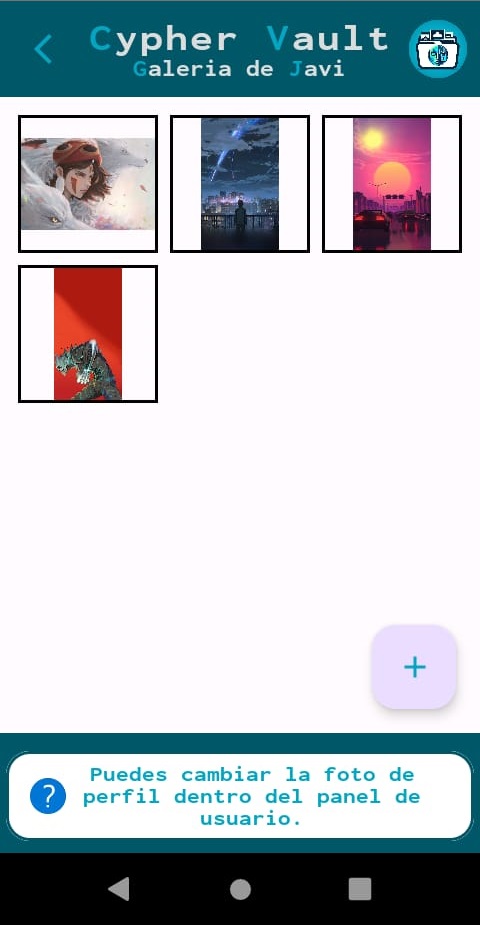 Cypher Vault
Galeria de Javi
+
?
Puedes cambiar la foto de
perfil dentro del panel de
usuario.